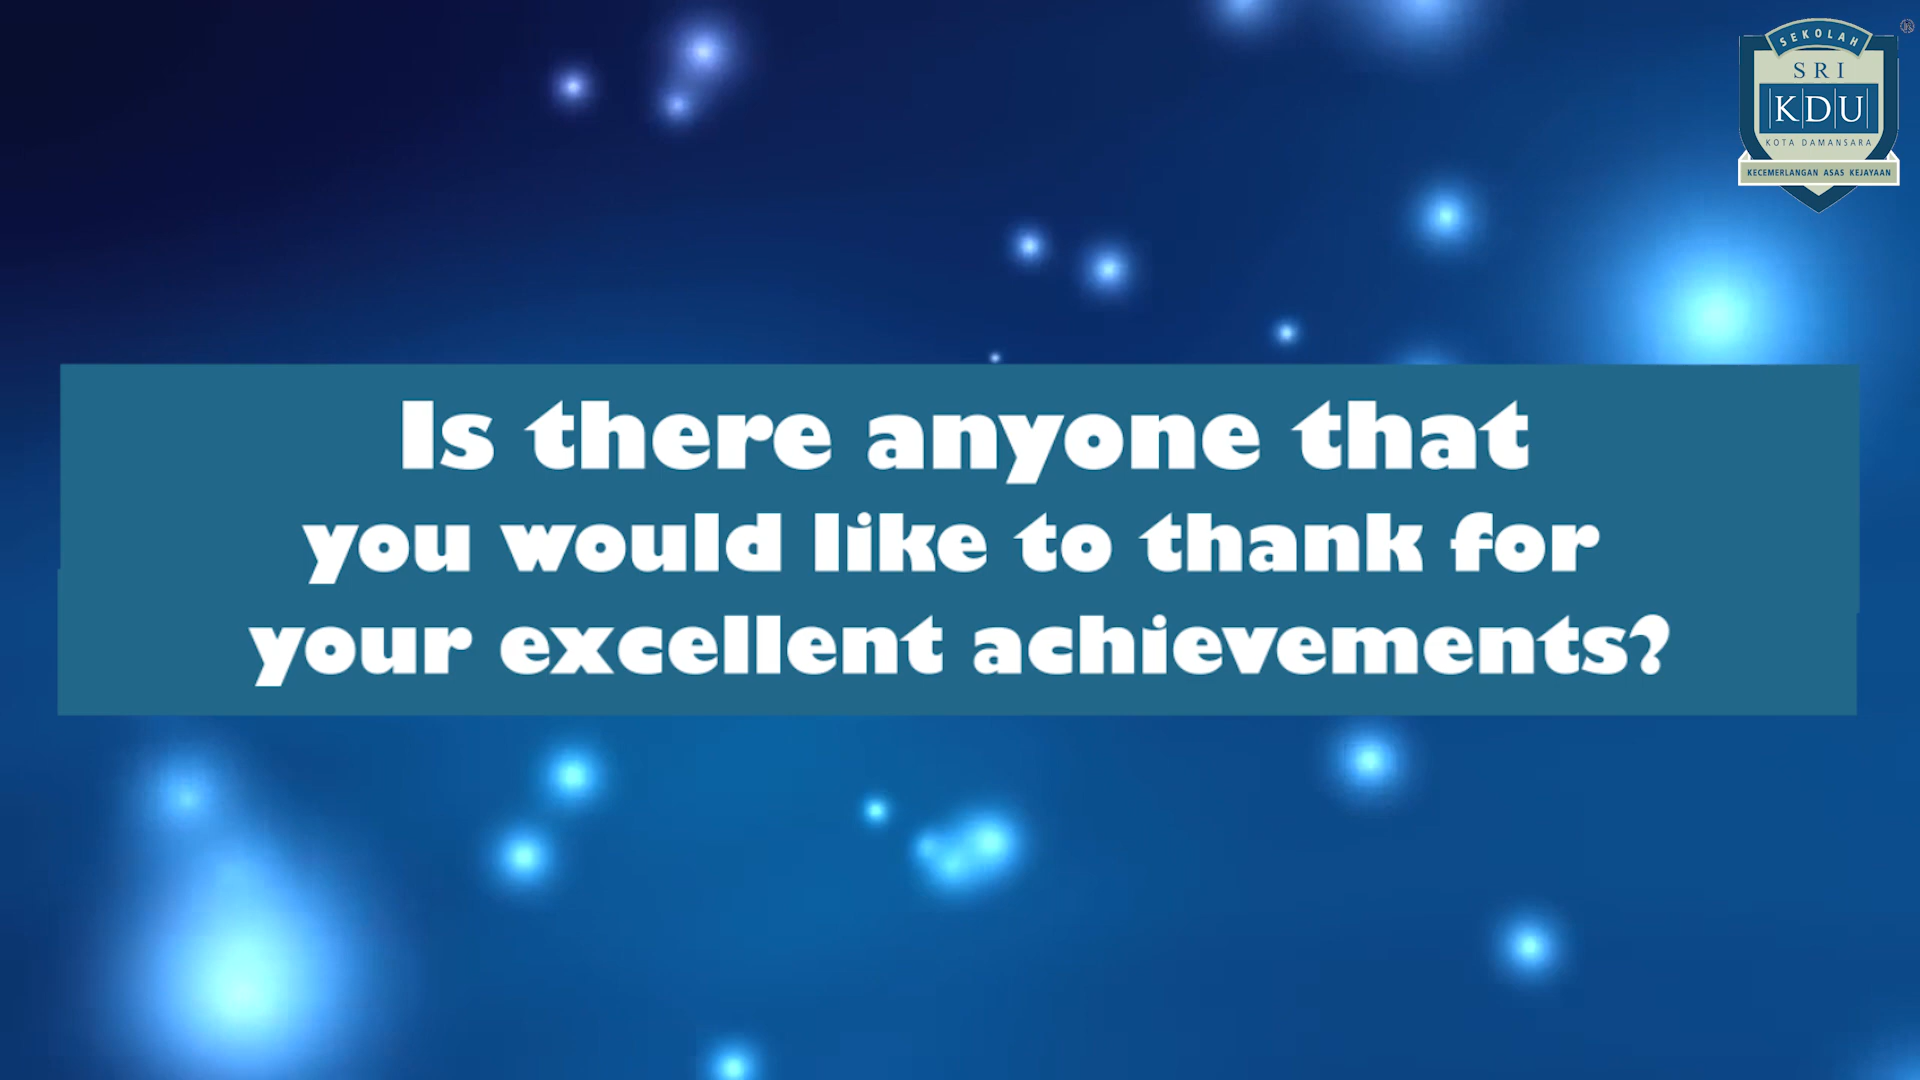 SEKOLAH
SRI
KDU
KOTA DAMANSARA
KECEMERLANGAN ASAS KEJAYAAN
Is there anyone that
you would like to thank for
your excellent achievements?